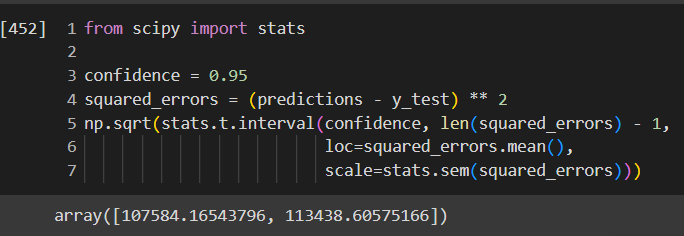 [452] 1 from scipy import stats
2
3 confidence = 0.95
4 squared_errors = (predictions - y_test) ** 2
5 np.sqrt(stats.t.interval(confidence, len(squared_errors) - 1,
6                          loc=squared_errors.mean(),
7                          scale=stats.sem(squared_errors)))
array([107584.16543796, 113438.60575166])